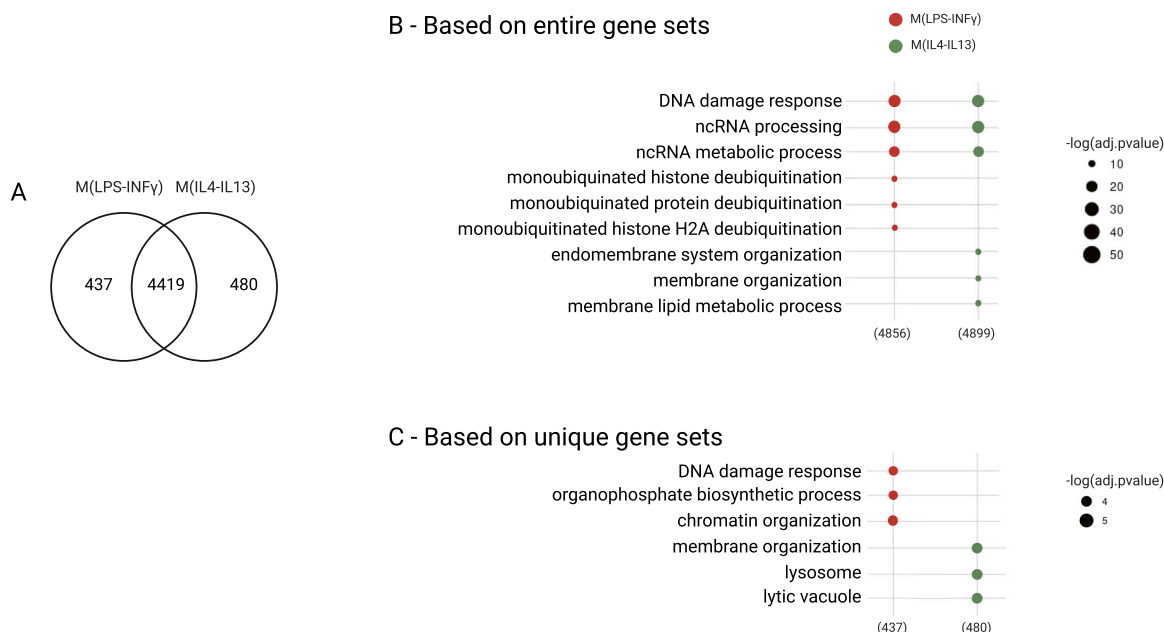 B - Based on entire gene sets
M(LPS-INFγ)
M(IL4-IL13)
DNA damage response
ncRNA processing
ncRNA metabolic process
monoubiquinated histone deubiquitination
monoubiquinated protein deubiquitination
monoubiquitinated histone H2A deubiquitination
endomembrane system organization
membrane organization
membrane lipid metabolic process
(4856)
(4899)
-log(adj.pvalue)
10
20
30
40
50
A
M(LPS-INFγ)
M(IL4-IL13)
437
4419
480
C - Based on unique gene sets
DNA damage response
organophosphate biosynthetic process
chromatin organization
membrane organization
lysosome
lytic vacuole
(437)
(480)
-log(adj.pvalue)
4
5